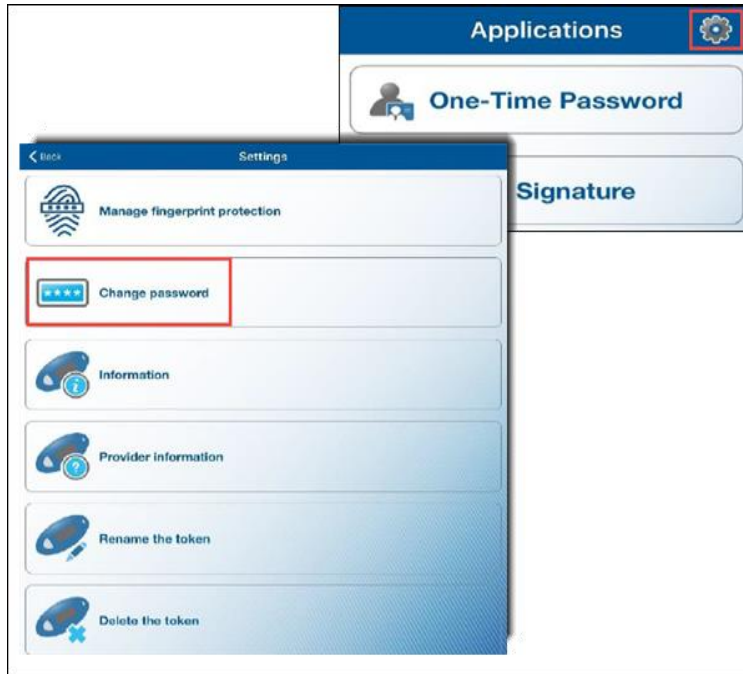 Applications
One-Time Password
Signature
Back
Settings
Manage fingerprint protection
****
Change password
i
Information
?
Provider information
Rename the token
Delete the token